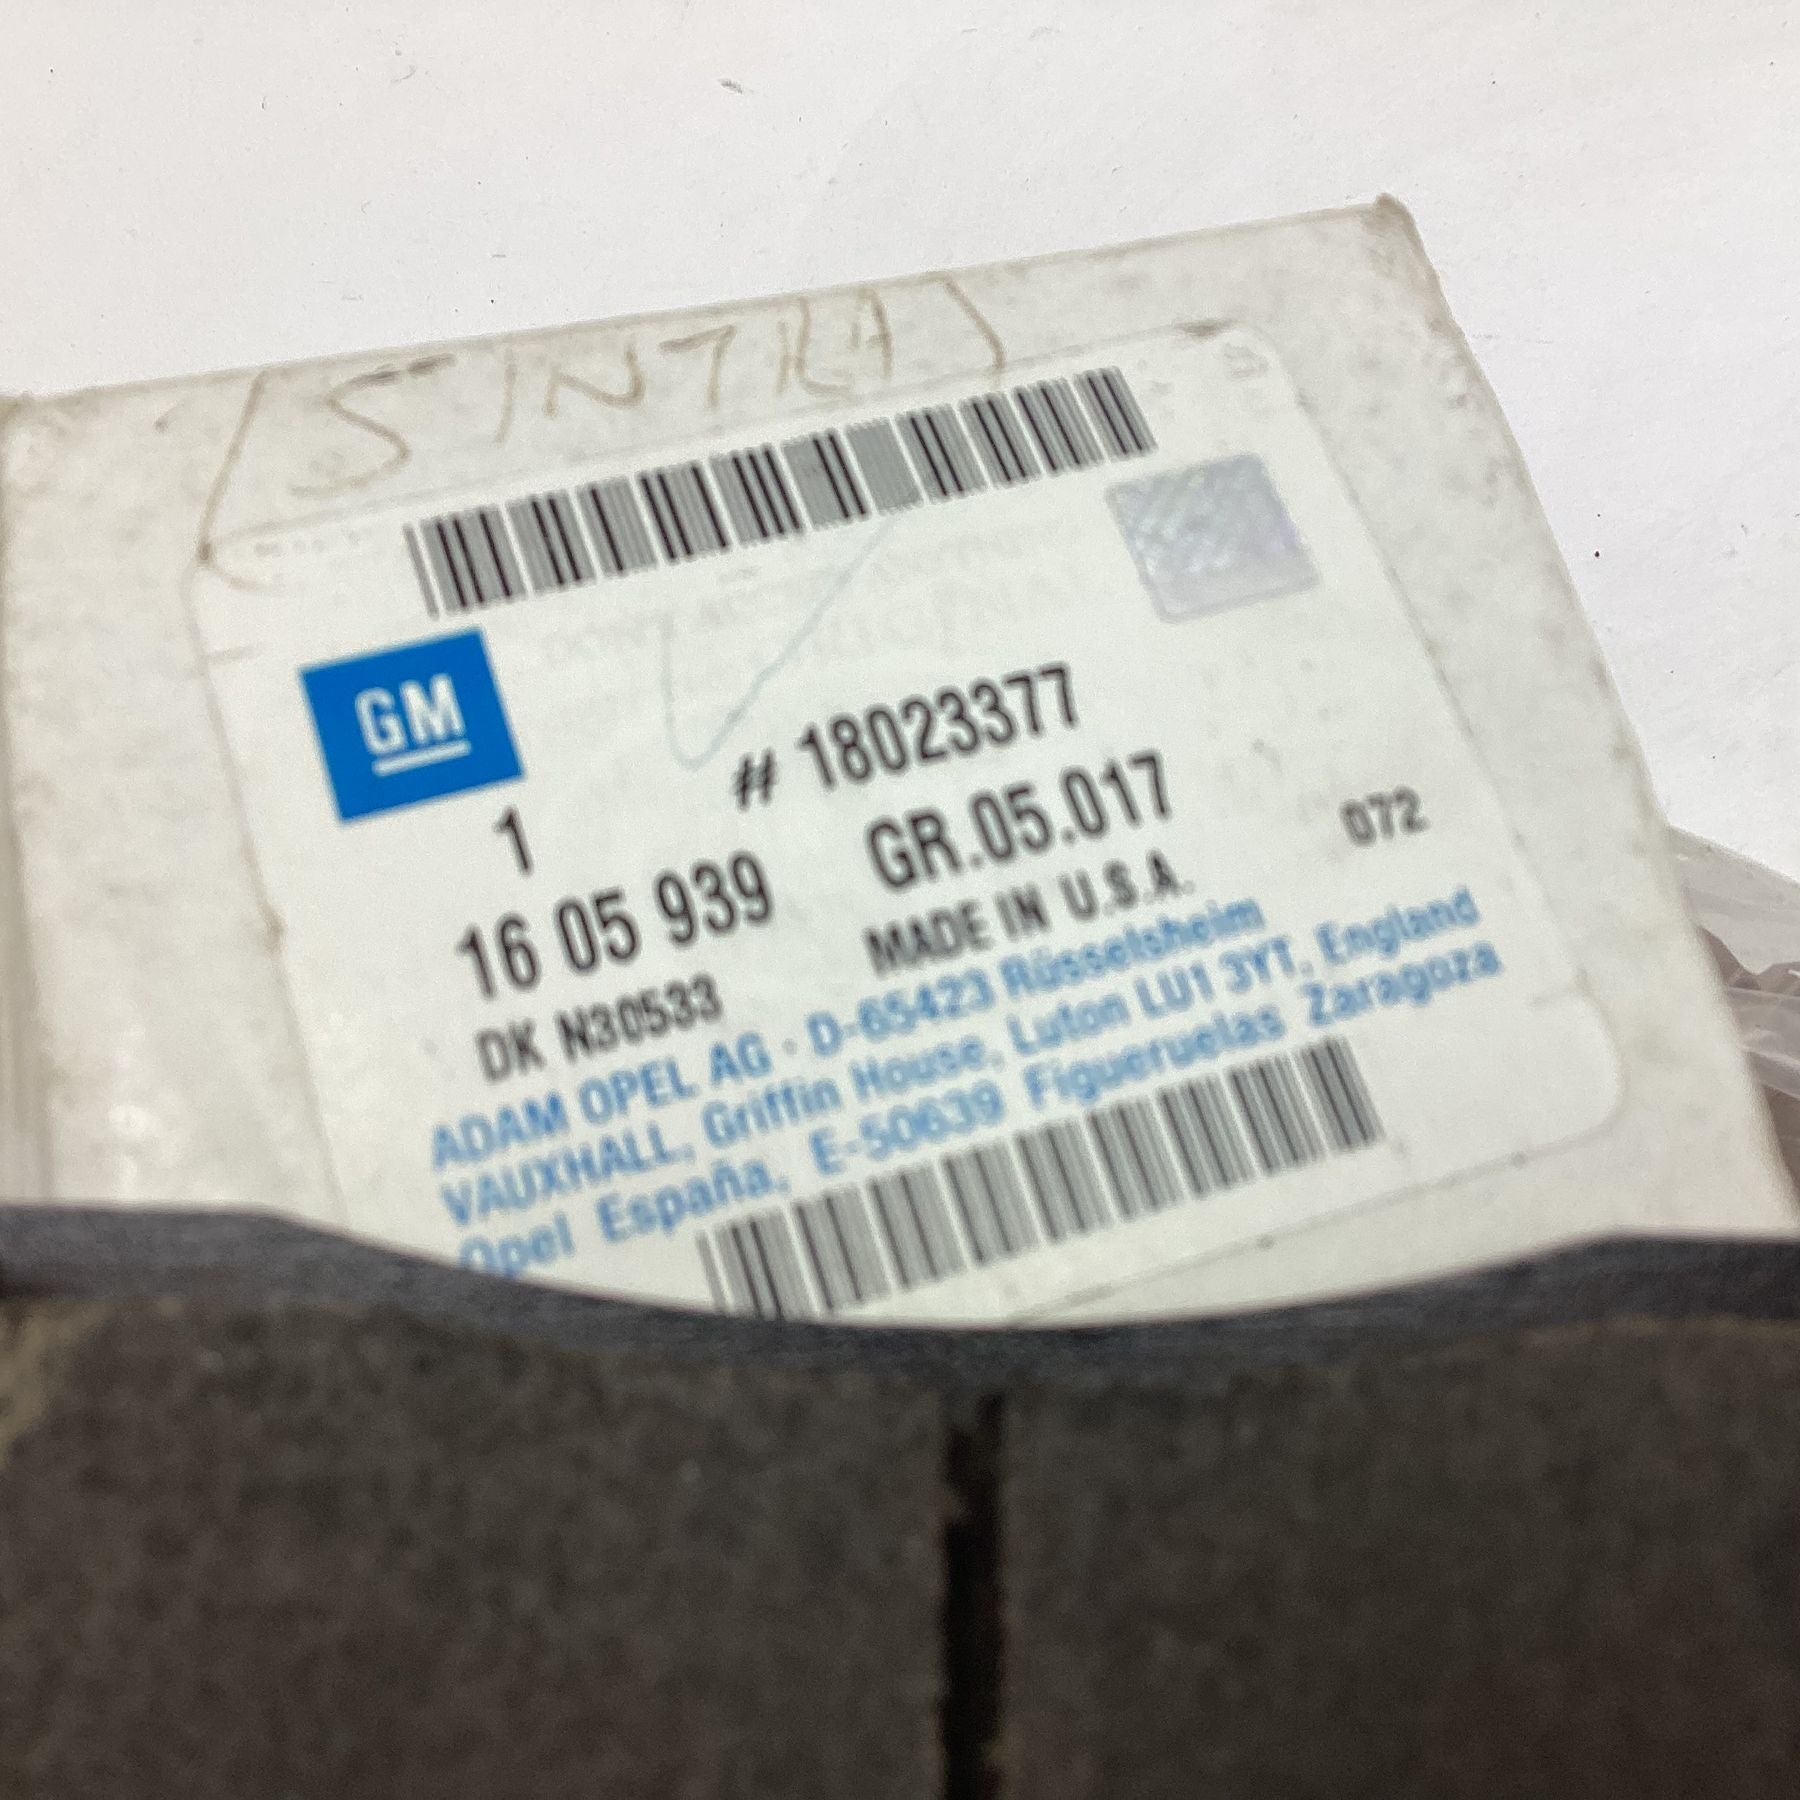 (SINTRA)
GM
# 18023377
1
GR.05.017
16 05 939
072
MADE IN U.S.A.
DK N30533
ADAM OPEL AG · D-65423 Rüsselsheim
VAUXHALL, Griffin House, Luton LU1 3YT, England
Opel España, E-50639 Figueruelas Zaragoza